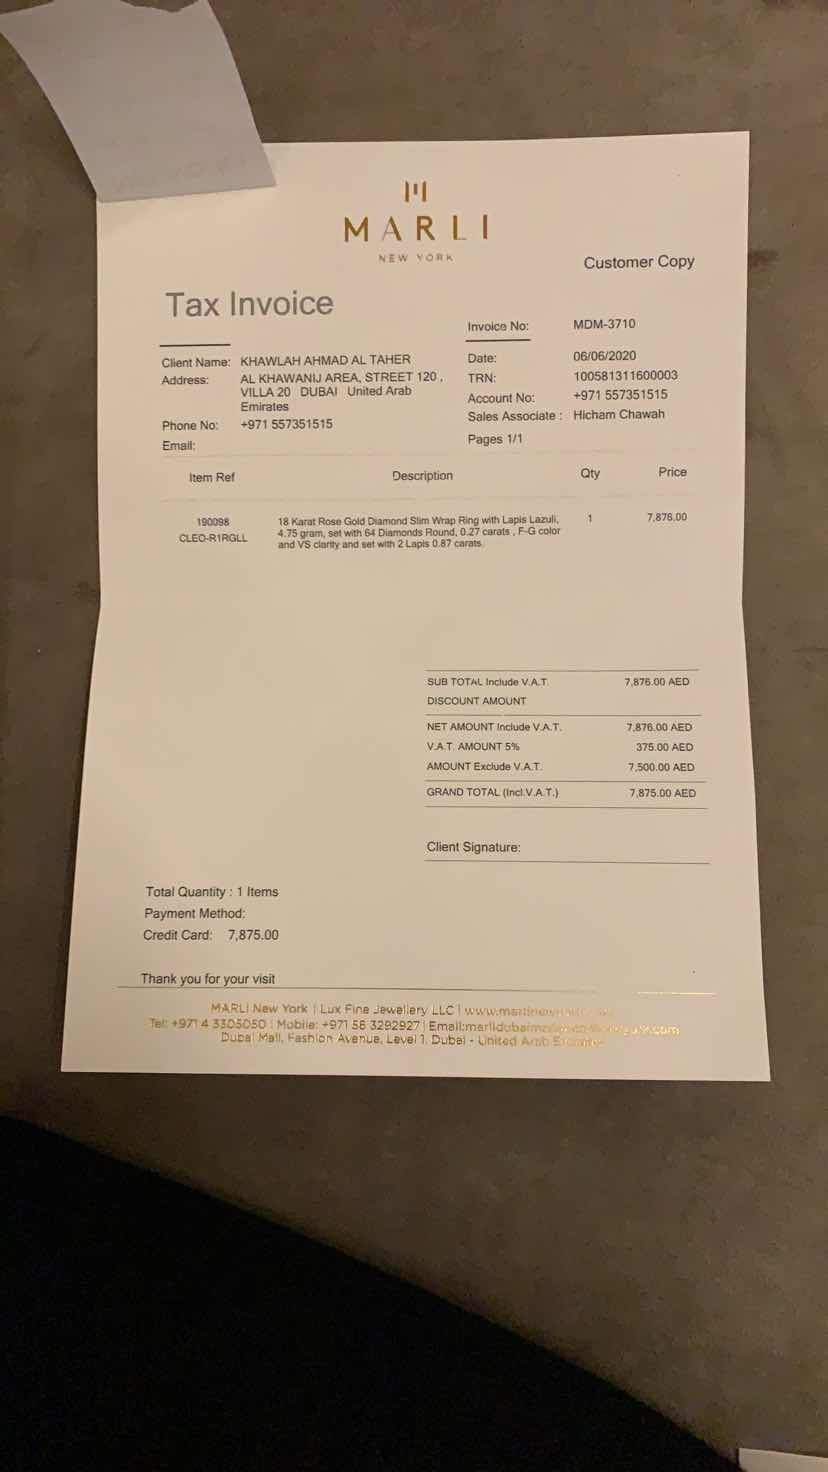 MARLI
NEW YORK
Customer Copy
Tax Invoice
Invoice No: MDM-3710
Client Name: KHAWLAH AHMAD AL TAHER
Date: 06/06/2020
Address: AL KHAWANIJ AREA, STREET 120 ,
VILLA 20 DUBAI United Arab
Emirates
TRN: 100581311600003
Account No: +971 557351515
Phone No: +971 557351515
Sales Associate : Hicham Chawah
Email:
Pages 1/1
Item Ref Description Qty Price
190098 18 Karat Rose Gold Diamond Slim Wrap Ring with Lapis Lazuli, 1 7,876.00
CLEO-R1RGLL 4.75 gram, set with 64 Diamonds Round, 0.27 carats , F-G color
and VS clarity and set with 2 Lapis 0.87 carats.
SUB TOTAL Include V.A.T. 7,876.00 AED
DISCOUNT AMOUNT
NET AMOUNT Include V.A.T. 7,876.00 AED
V.A.T. AMOUNT 5% 375.00 AED
AMOUNT Exclude V.A.T. 7,500.00 AED
GRAND TOTAL (Incl.V.A.T.) 7,875.00 AED
Client Signature:
Total Quantity : 1 Items
Payment Method:
Credit Card: 7,875.00
Thank you for your visit
MARLI New York | Lux Fine Jewellery LLC |
Tel: +971 4 3305050 | Mobile: +971 58 3292927 |
Dubai Mall, Fashion Avenue, Level 1, Dubai - United Arab